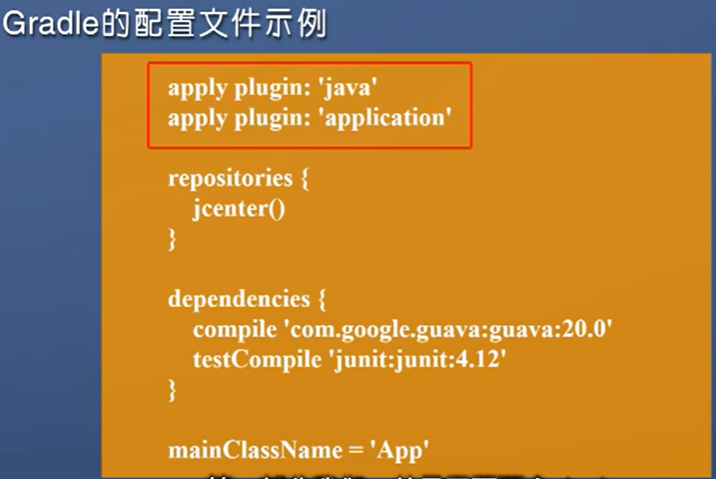 Gradle的配置文件示例
apply plugin: 'java'
apply plugin: 'application'
repositories {
jcenter()
}
dependencies {
compile 'com.google.guava:guava:20.0'
testCompile 'junit:junit:4.12'
}
mainClassName = 'App'